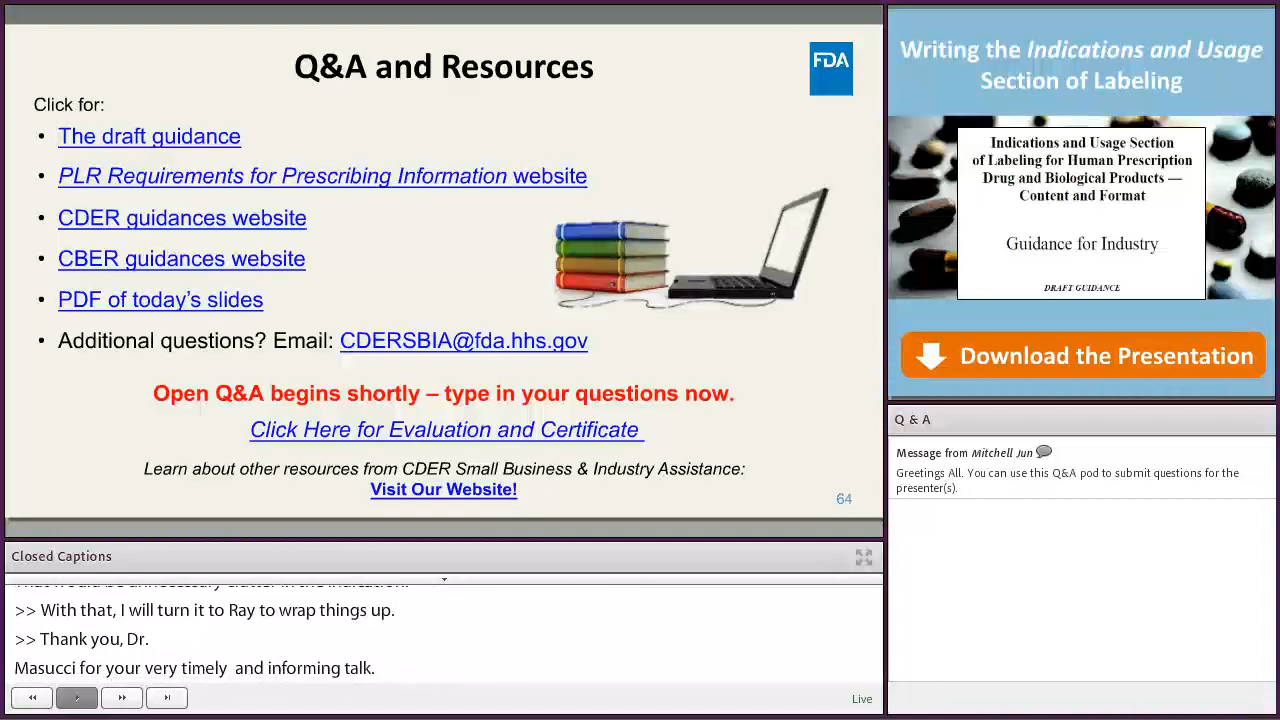 Q&A and Resources
FDA
Click for:
• The draft guidance
• PLR Requirements for Prescribing Information website
• CDER guidances website
• CBER guidances website
• PDF of today's slides
• Additional questions? Email: CDERSBIA@fda.hhs.gov
Open Q&A begins shortly – type in your questions now.
Click Here for Evaluation and Certificate
Learn about other resources from CDER Small Business & Industry Assistance:
Visit Our Website!
64
Writing the Indications and Usage
Section of Labeling
Indications and Usage Section
of Labeling for Human Prescription
Drug and Biological Products —
Content and Format
Guidance for Industry
DRAFT GUIDANCE
Download the Presentation
Q & A
Message from Mitchell Jun
Greetings All. You can use this Q&A pod to submit questions for the
presenter(s).
Closed Captions
>> With that, I will turn it to Ray to wrap things up.
>> Thank you, Dr.
Masucci for your very timely and informing talk.
Live